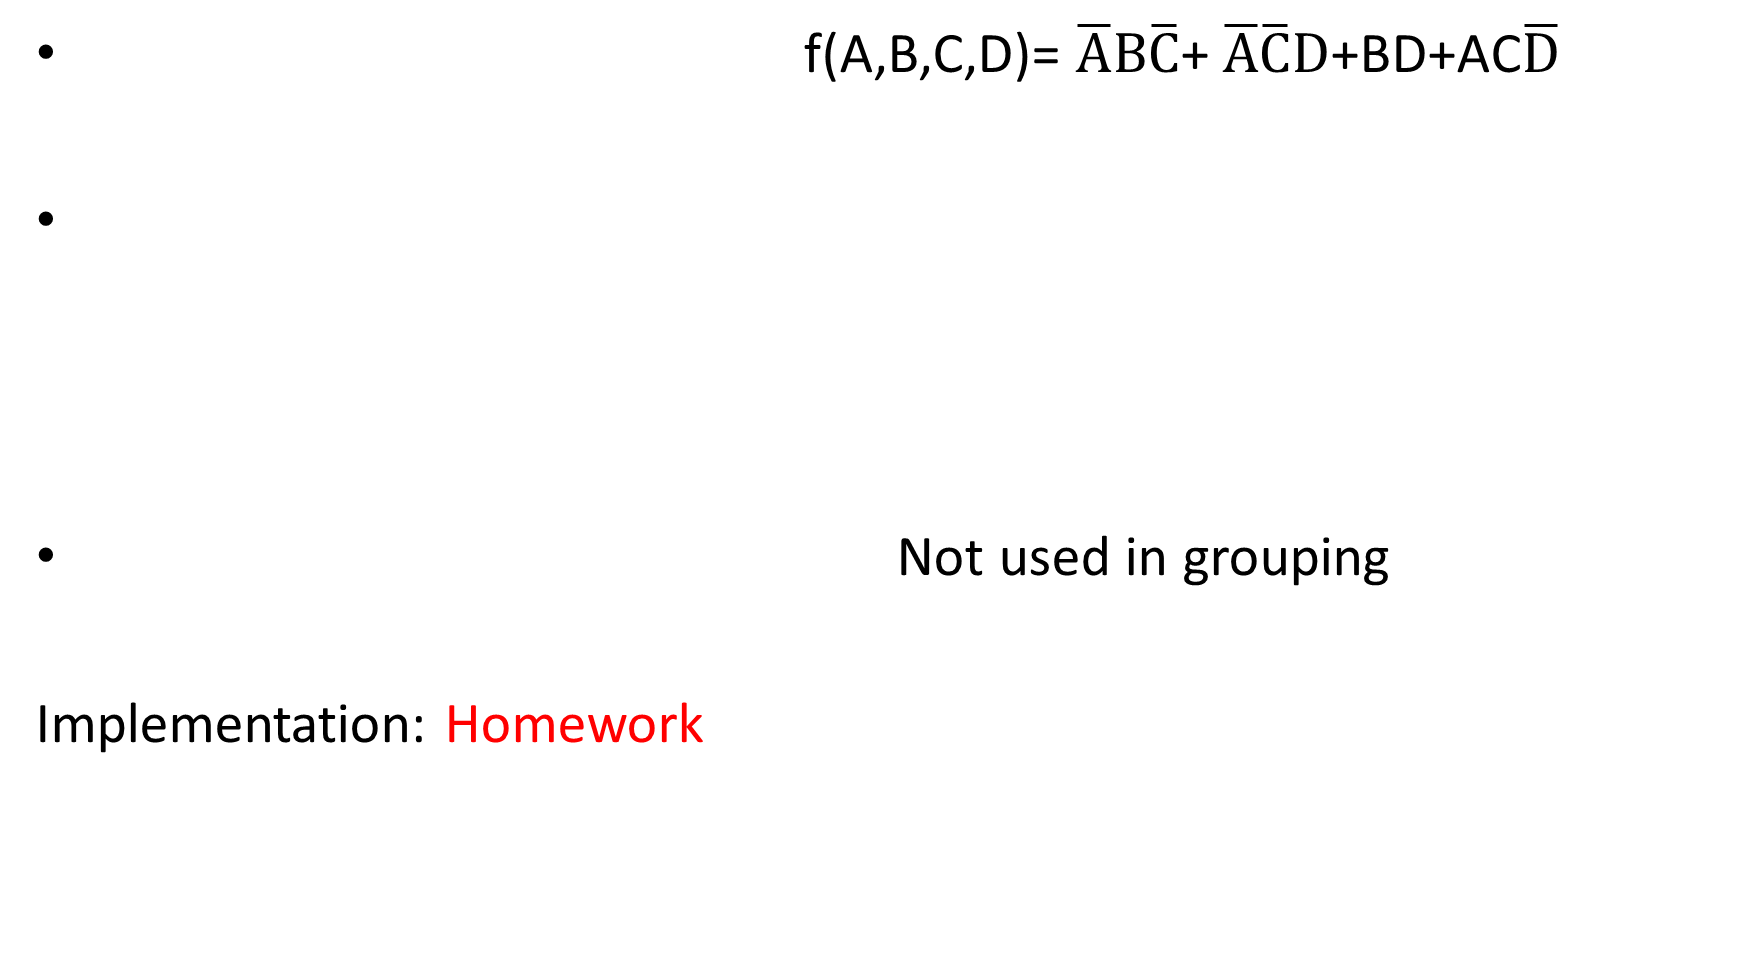 • f(A,B,C,D)= A̅BC̅+ A̅C̅D+BD+ACD̅
•
• Not used in grouping
Implementation: Homework